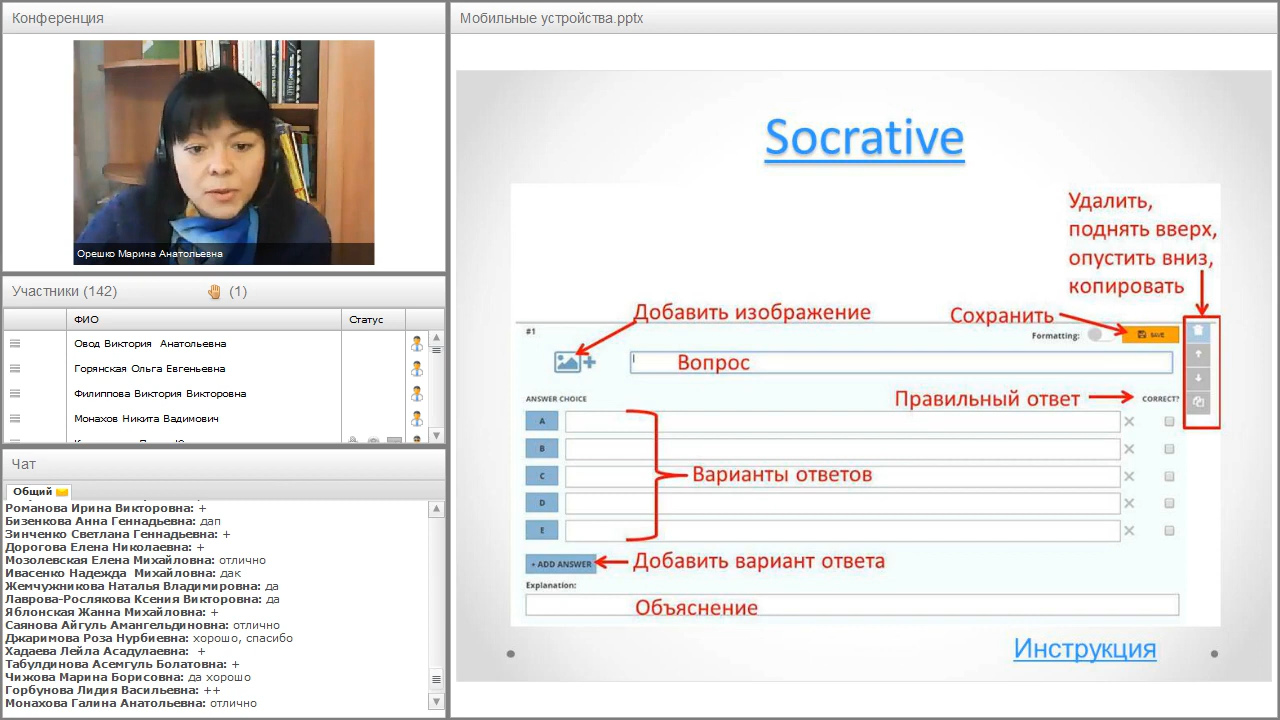 Конференция
Орешко Марина Анатольевна
Участники (142)
(1)
ФИО
Статус
Овод Виктория Анатольевна
Горянская Ольга Евгеньевна
Филиппова Виктория Викторовна
Монахов Никита Вадимович
Чат
Общий
Романова Ирина Викторовна: +
Бизенкова Анна Геннадьевна: дап
Зинченко Светлана Геннадьевна: +
Дорогова Елена Николаевна: +
Мозолевская Елена Михайловна: отлично
Ивасенко Надежда Михайловна: дак
Жемчужникова Наталья Владимировна: да
Лаврова-Рослякова Ксения Викторовна: да
Яблонская Жанна Михайловна: +
Саянова Айгуль Амангельдиновна: отлично
Джаримова Роза Нурбиевна: хорошо, спасибо
Хадаева Лейла Асадулаевна: +
Табулдинова Асемгуль Болатовна: +
Чижова Марина Борисовна: да хорошо
Горбунова Лидия Васильевна: ++
Монахова Галина Анатольевна: отлично
Мобильные устройства.pptx
Socrative
Удалить,
поднять вверх,
опустить вниз,
копировать
Добавить изображение
Сохранить
#1
Formatting:
SAVE
Вопрос
ANSWER CHOICE
Правильный ответ
CORRECT?
A
B
C
D
E
Варианты ответов
+ ADD ANSWER
Добавить вариант ответа
Explanation:
Объяснение
Инструкция